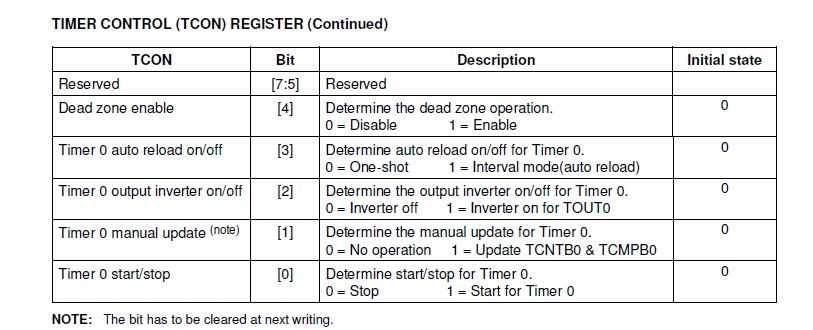 TIMER CONTROL (TCON) REGISTER (Continued)
TCON Bit Description Initial state
Reserved [7:5] Reserved
Dead zone enable [4] Determine the dead zone operation. 0
0 = Disable 1 = Enable
Timer 0 auto reload on/off [3] Determine auto reload on/off for Timer 0. 0
0 = One-shot 1 = Interval mode(auto reload)
Timer 0 output inverter on/off [2] Determine the output inverter on/off for Timer 0. 0
0 = Inverter off 1 = Inverter on for TOUT0
Timer 0 manual update (note) [1] Determine the manual update for Timer 0. 0
0 = No operation 1 = Update TCNTB0 & TCMPB0
Timer 0 start/stop [0] Determine start/stop for Timer 0. 0
0 = Stop 1 = Start for Timer 0
NOTE: The bit has to be cleared at next writing.